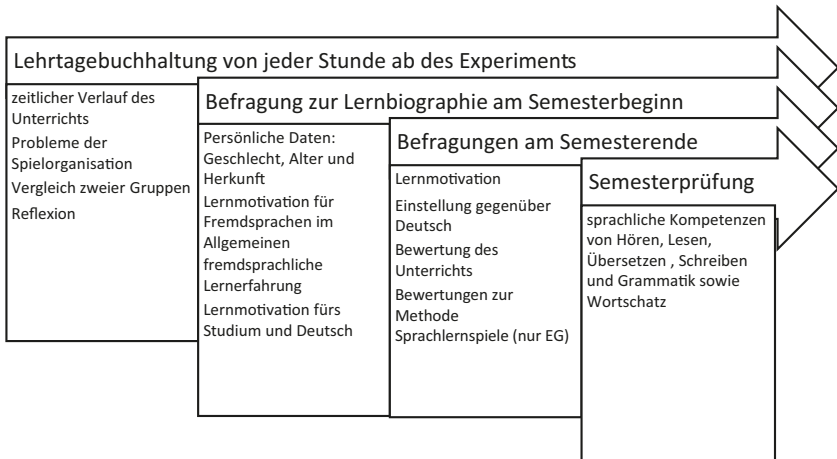 Lehrtagebuchhaltung von jeder Stunde ab des Experiments
zeitlicher Verlauf des
Unterrichts
Probleme der
Spielorganisation
Vergleich zweier Gruppen
Reflexion
Befragung zur Lernbiographie am Semesterbeginn
Persönliche Daten:
Geschlecht, Alter und
Herkunft
Lernmotivation für
Fremdsprachen im
Allgemeinen
fremdsprachliche
Lernerfahrung
Lernmotivation fürs
Studium und Deutsch
Befragungen am Semesterende
Lernmotivation
Einstellung gegenüber
Deutsch
Bewertung des
Unterrichts
Bewertungen zur
Methode
Sprachlernspiele (nur EG)
Semesterprüfung
sprachliche Kompetenzen
von Hören, Lesen,
Übersetzen , Schreiben
und Grammatik sowie
Wortschatz